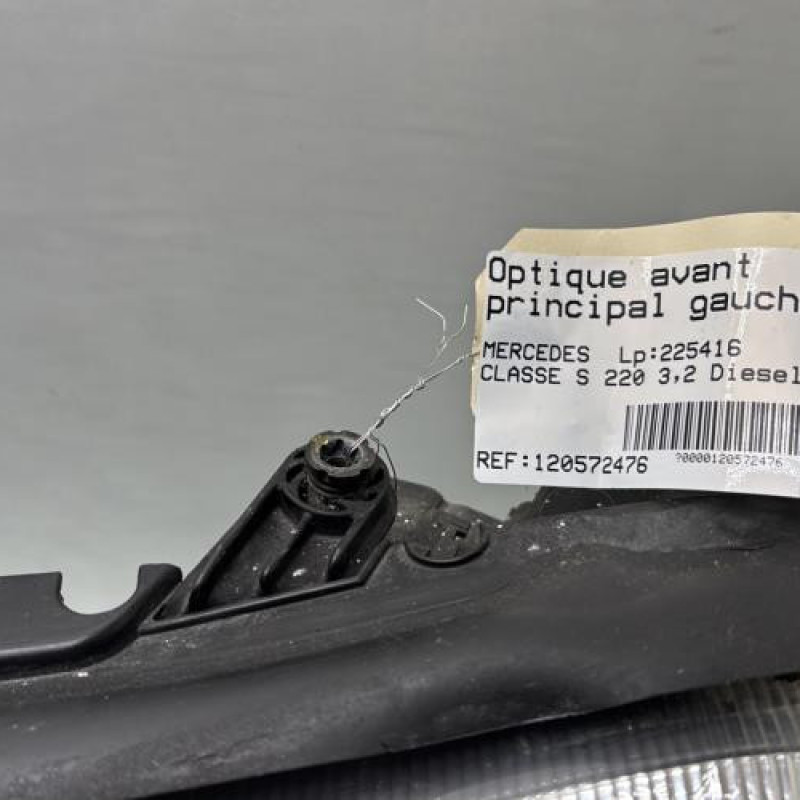 Optique avant
principal gauch
MERCEDES Lp:225416
CLASSE S 220 3,2 Diesel
REF:120572476
?0000120572476